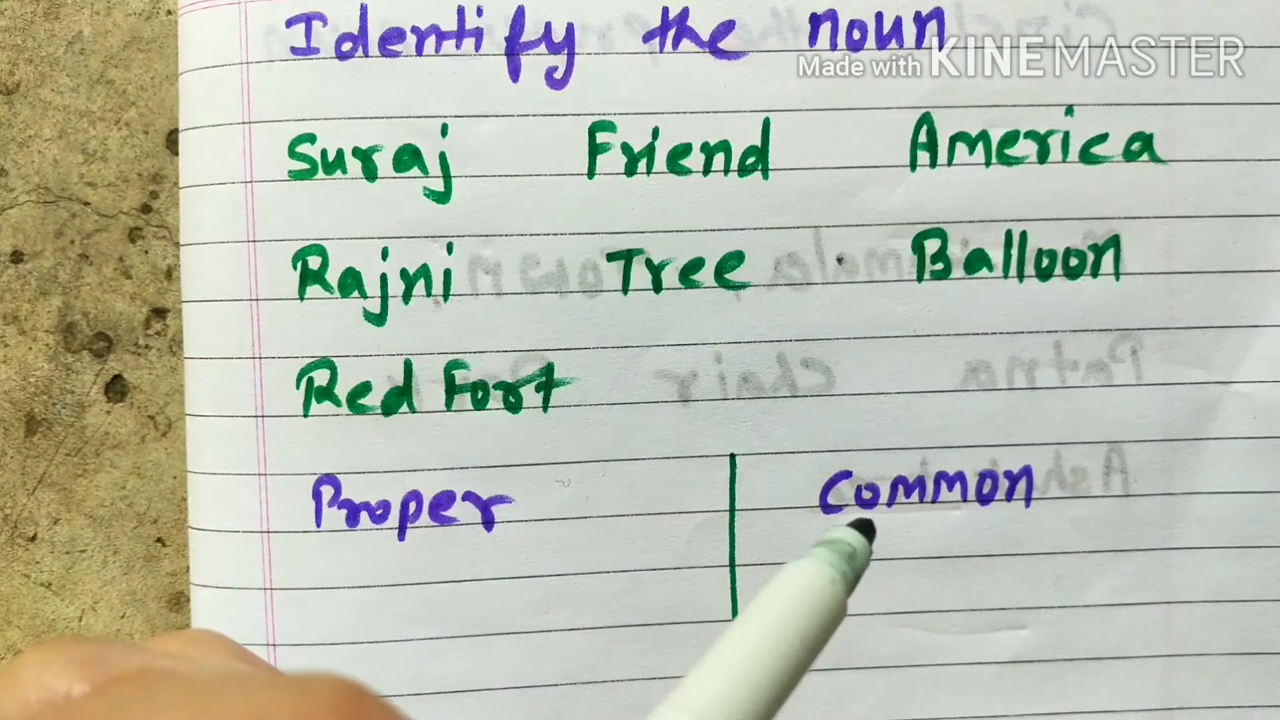 Identify the noun
Made with KINEMASTER
Suraj Friend America
Rajni Tree Balloon
Red Fort
Proper Common